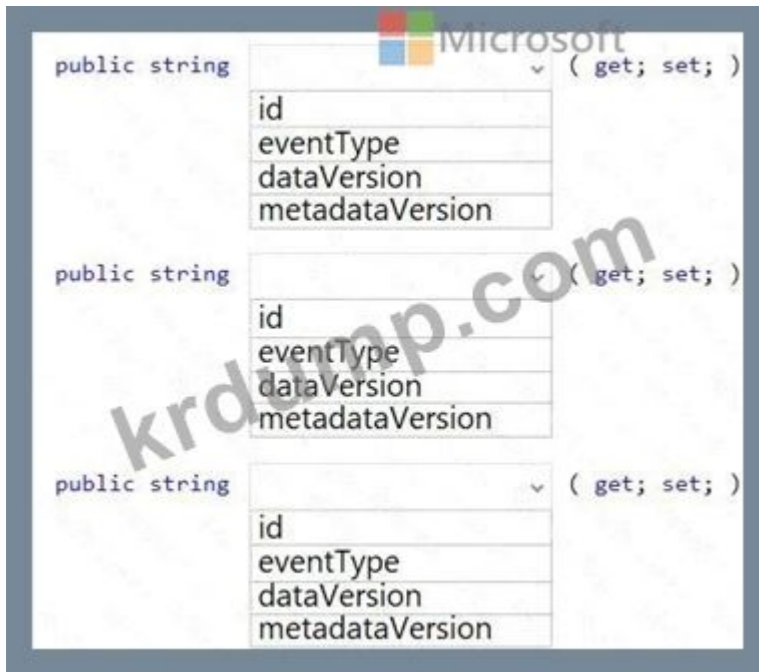 Microsoft
public string ( get; set; )
id
eventType
dataVersion
metadataVersion
public string ( get; set; )
id
eventType
dataVersion
metadataVersion
krdump.com
public string ( get; set; )
id
eventType
dataVersion
metadataVersion